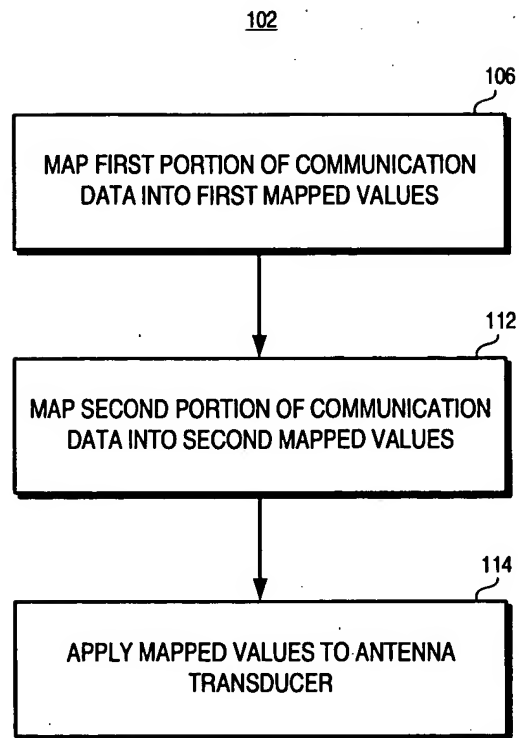 102
106
MAP FIRST PORTION OF COMMUNICATION
DATA INTO FIRST MAPPED VALUES
112
MAP SECOND PORTION OF COMMUNICATION
DATA INTO SECOND MAPPED VALUES
114
APPLY MAPPED VALUES TO ANTENNA
TRANSDUCER